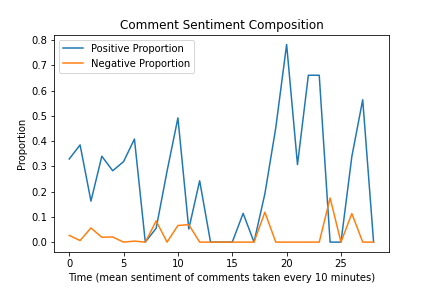 Comment Sentiment Composition
Positive Proportion
Negative Proportion
0.8
0.7
0.6
0.5
0.4
0.3
0.2
0.1
0.0
Proportion
0 5 10 15 20 25
Time (mean sentiment of comments taken every 10 minutes)